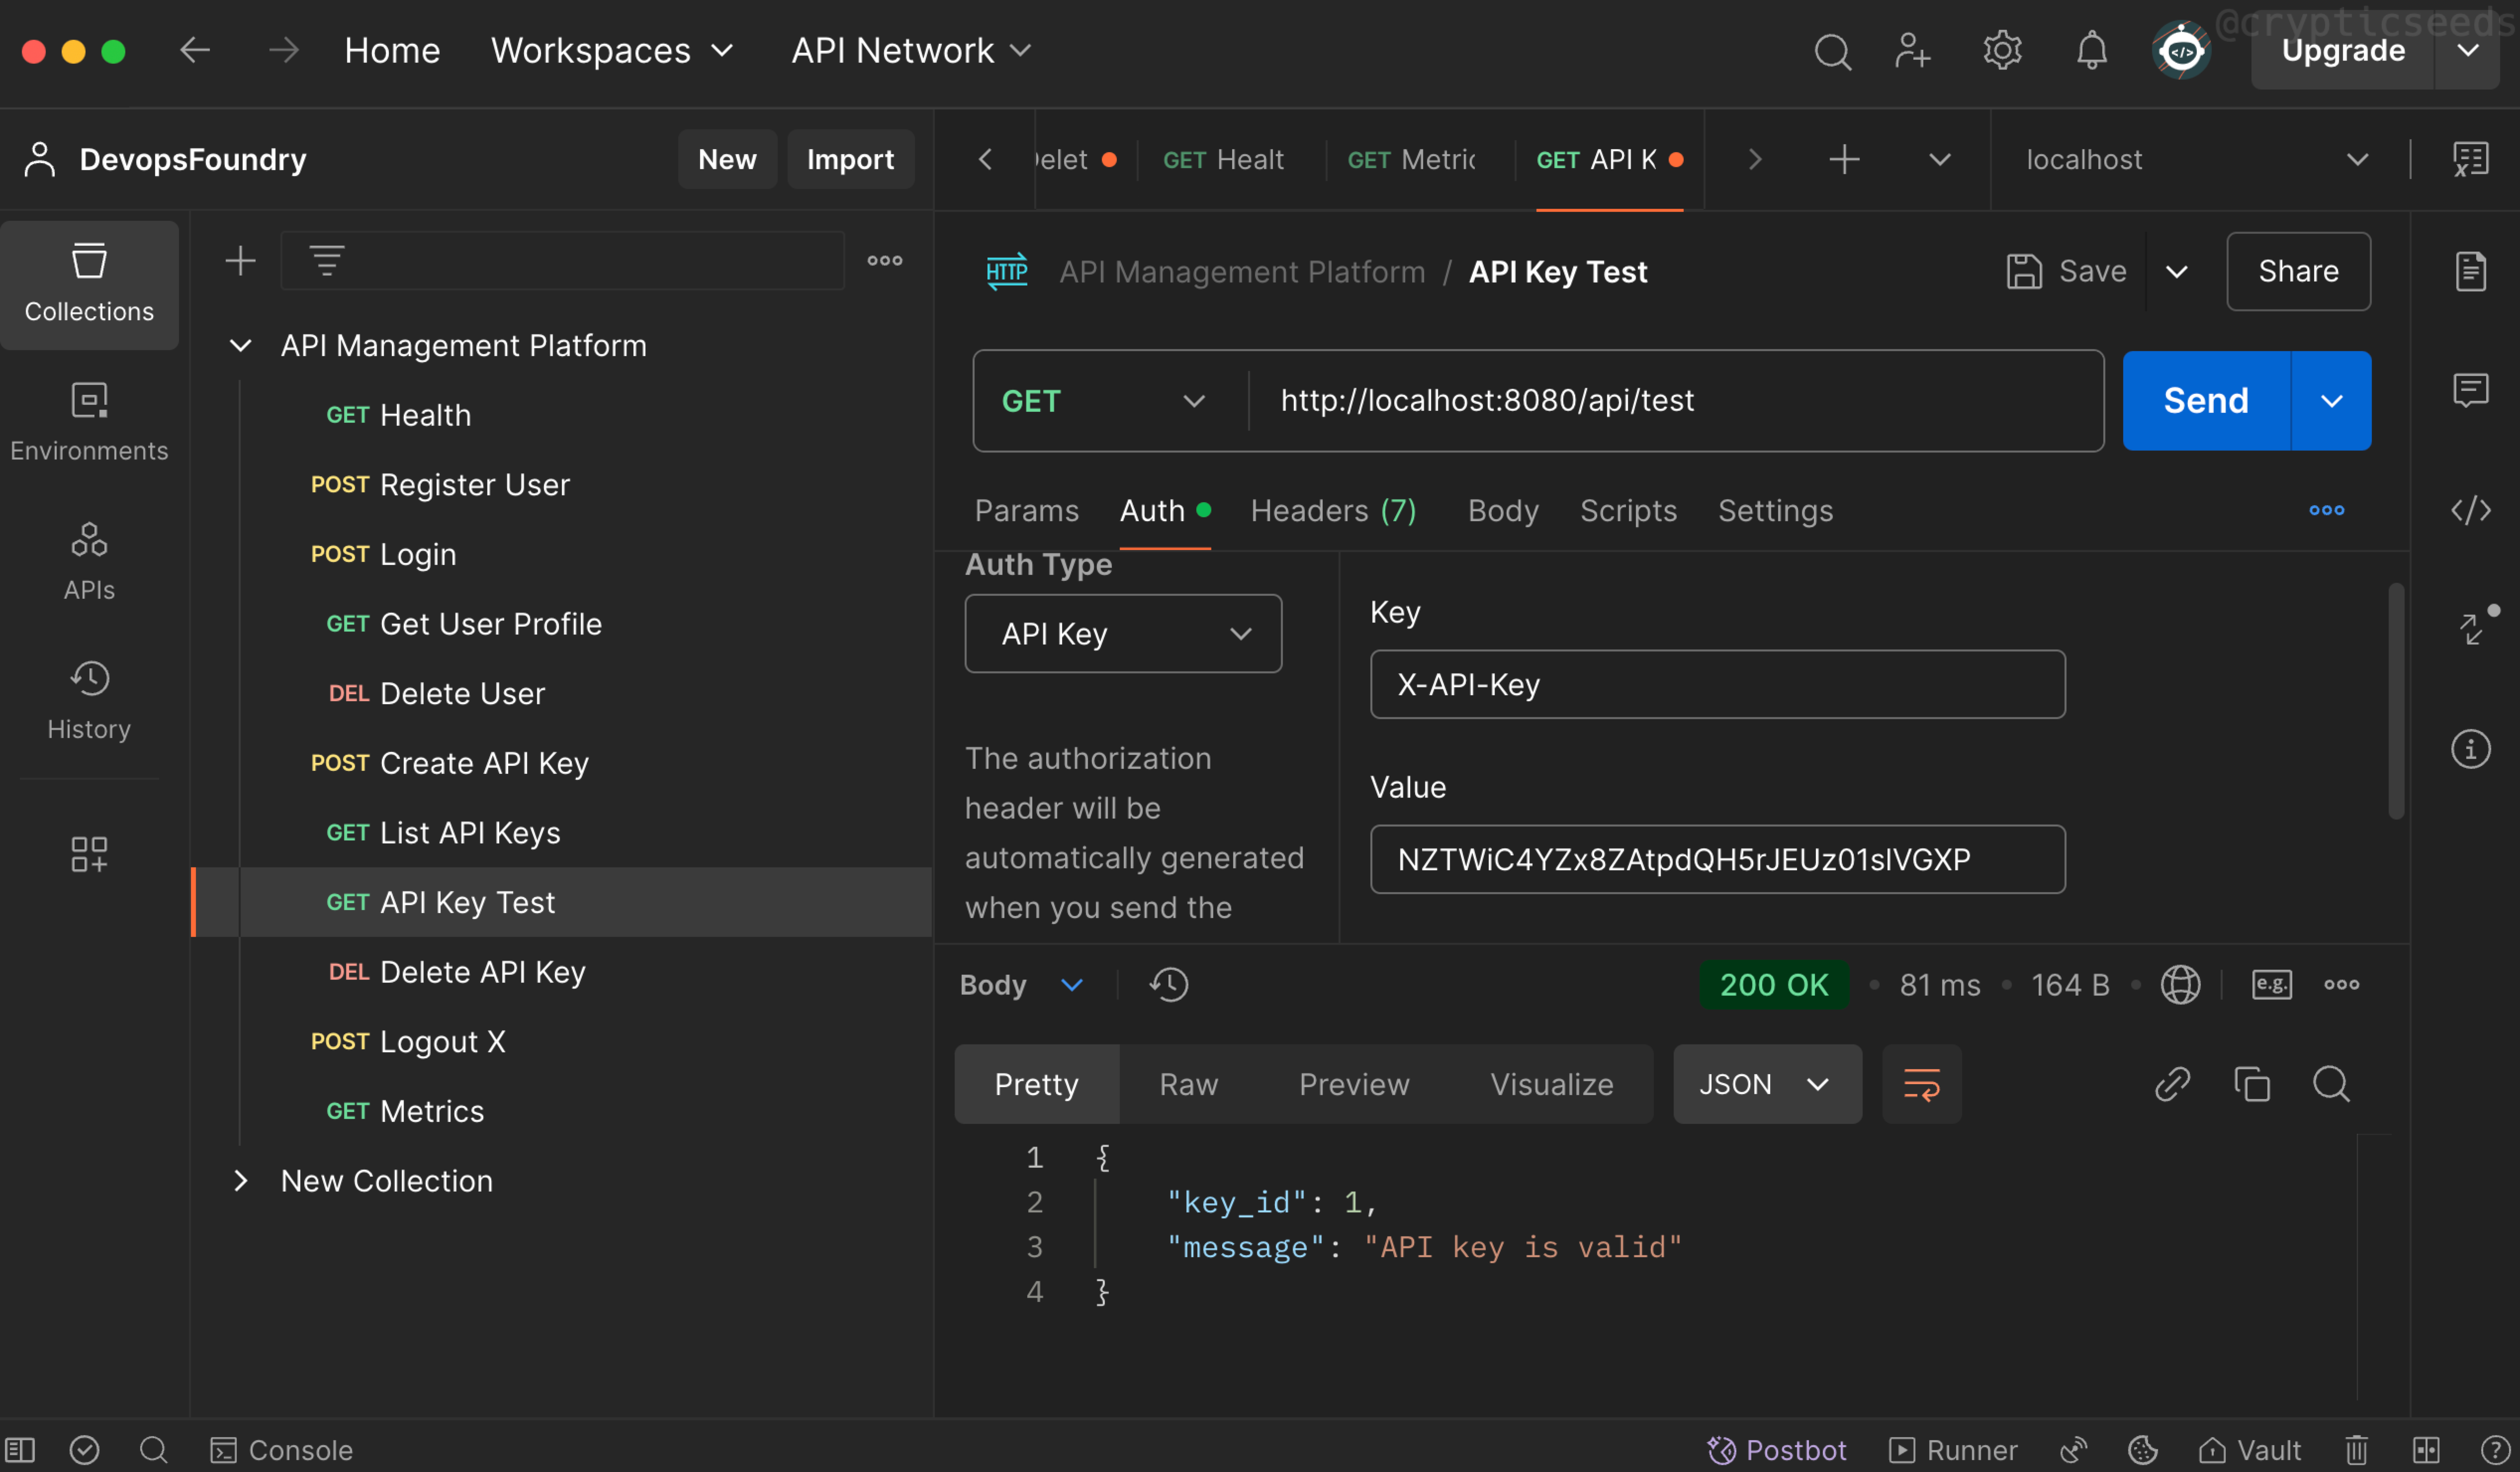 @crypticseeds
Home Workspaces API Network Upgrade
DevopsFoundry New Import
elet GET Healt GET Metric GET API K localhost
Collections
Environments
APIs
History
API Management Platform
GET Health
POST Register User
POST Login
GET Get User Profile
DEL Delete User
POST Create API Key
GET List API Keys
GET API Key Test
DEL Delete API Key
POST Logout X
GET Metrics
New Collection
HTTP API Management Platform / API Key Test Save Share
GET http://localhost:8080/api/test Send
Params Auth Headers (7) Body Scripts Settings
Auth Type
API Key
The authorization
header will be
automatically generated
when you send the
Key
X-API-Key
Value
NZTWiC4YZx8ZAtpdQH5rJEUz01slVGXP
Body 200 OK • 81 ms • 164 B • e.g.
Pretty Raw Preview Visualize JSON
1 {
2 "key_id": 1,
3 "message": "API key is valid"
4 }
Console Postbot Runner Vault